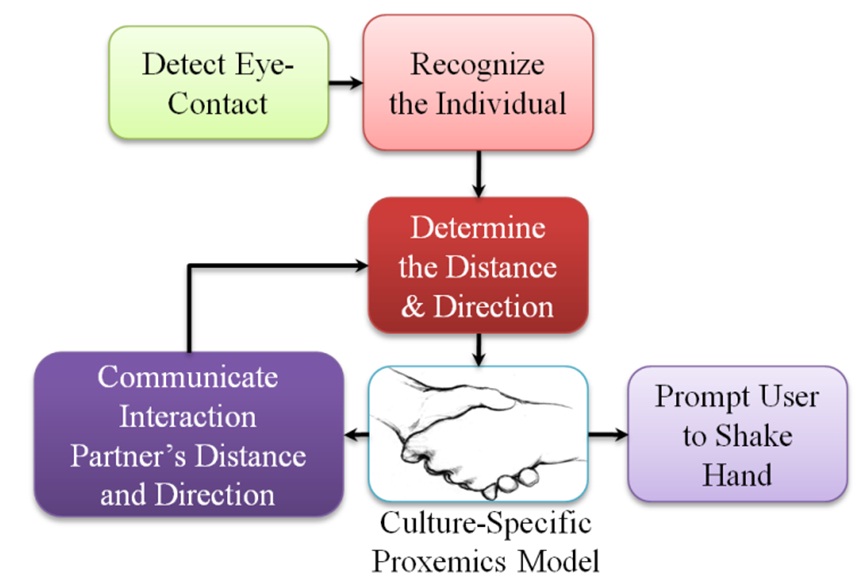 Detect Eye-
Contact
Recognize
the Individual
Determine
the Distance
& Direction
Communicate
Interaction
Partner’s Distance
and Direction
Prompt User
to Shake
Hand
Culture-Specific
Proxemics Model